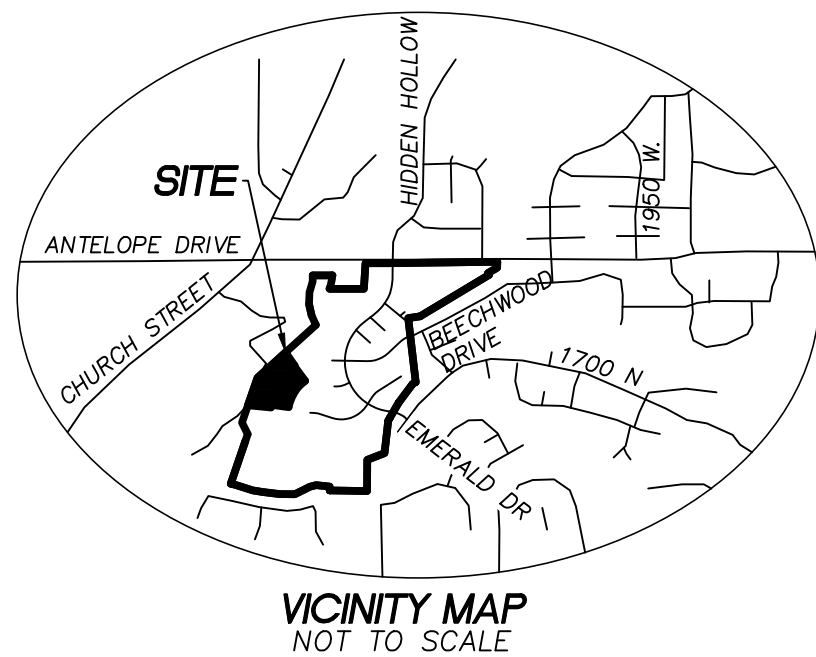 HIDDEN HOLLOW
SITE
1950 W.
ANTELOPE DRIVE
CHURCH STREET
BEECHWOOD
DRIVE
1700 N
EMERALD DR
VICINITY MAP
NOT TO SCALE